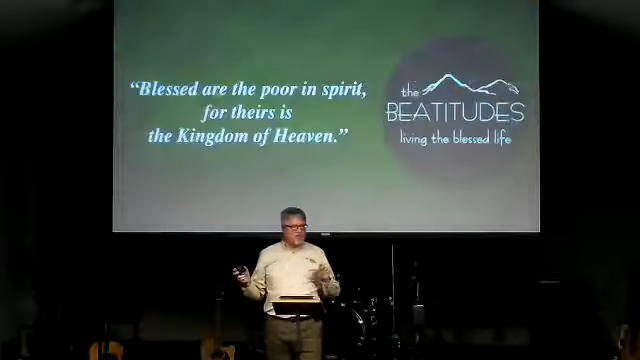 “Blessed are the poor in spirit,
for theirs is
the Kingdom of Heaven.”
the
BEATITUDES
living the blessed life